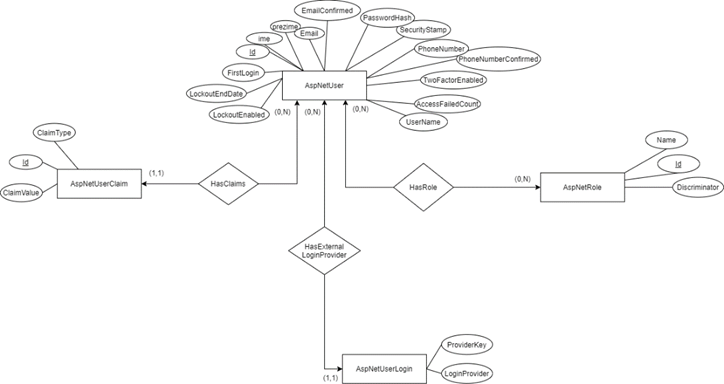 EmailConfirmed
PasswordHash
prezime
Email
SecurityStamp
ime
PhoneNumber
Id
PhoneNumberConfirmed
FirstLogin
TwoFactorEnabled
AspNetUser
LockoutEndDate
AccessFailedCount
LockoutEnabled
(0,N)
(0,N)
(0,N)
UserName
ClaimType
Name
Id
Id
(1,1)
(0,N)
AspNetUserClaim
HasClaims
HasRole
AspNetRole
Discriminator
ClaimValue
HasExternal
LoginProvider
ProviderKey
AspNetUserLogin
(1,1)
LoginProvider